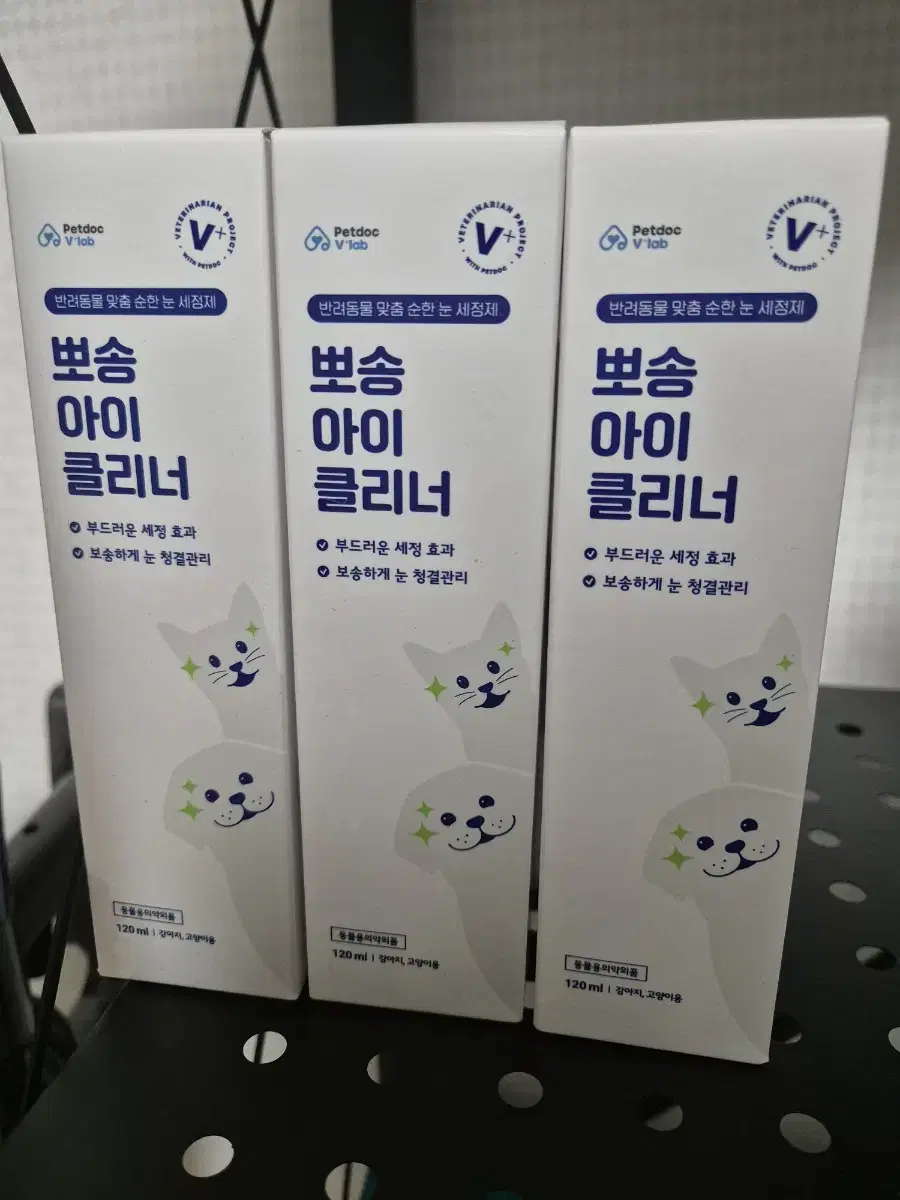 Petdoc
V+lab
VETERINARIAN PROJECT
V+
WITH PETDOC
반려동물 맞춤 순한 눈 세정제
뽀송
아이
클리너
부드러운 세정 효과
보송하게 눈 청결관리
동물용의약외품
120 ml | 강아지, 고양이용
Petdoc
V+lab
VETERINARIAN PROJECT
V+
WITH PETDOC
반려동물 맞춤 순한 눈 세정제
뽀송
아이
클리너
부드러운 세정 효과
보송하게 눈 청결관리
동물용의약외품
120 ml | 강아지, 고양이용
Petdoc
V+lab
VETERINARIAN PROJECT
V+
WITH PETDOC
반려동물 맞춤 순한 눈 세정제
뽀송
아이
클리너
부드러운 세정 효과
보송하게 눈 청결관리
동물용의약외품
120 ml | 강아지, 고양이용